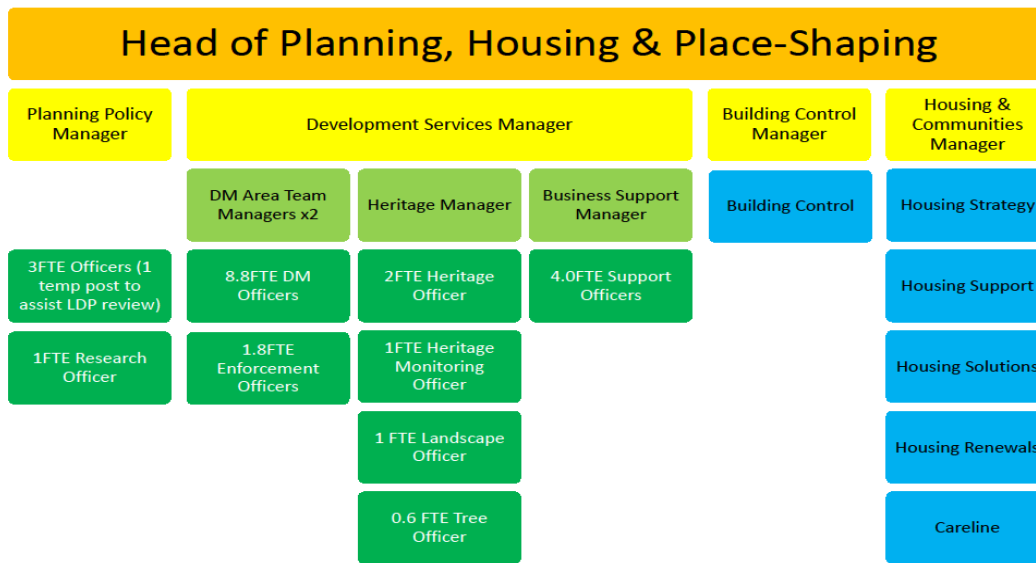 Head of Planning, Housing & Place-Shaping
Planning Policy
Manager
Development Services Manager
Building Control
Manager
Housing &
Communities
Manager
DM Area Team
Managers x2
Heritage Manager
Business Support
Manager
Building Control
Housing Strategy
3FTE Officers (1
temp post to
assist LDP review)
8.8FTE DM
Officers
2FTE Heritage
Officer
4.0FTE Support
Officers
Housing Support
1FTE Research
Officer
1.8FTE
Enforcement
Officers
1FTE Heritage
Monitoring
Officer
Housing Solutions
1 FTE Landscape
Officer
Housing Renewals
0.6 FTE Tree
Officer
Careline